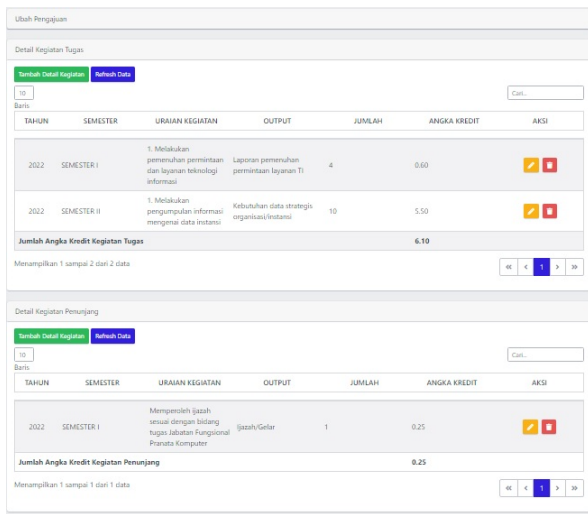 Ubah Pengajuan
Detail Kegiatan Tugas
Tambah Detail Kegiatan Refresh Data
10
Cari..
Baris
TAHUN SEMESTER URAIAN KEGIATAN OUTPUT JUMLAH ANGKA KREDIT AKSI
1. Melakukan
pemenuhan permintaan Laporan pemenuhan
2022 SEMESTER I dan layanan teknologi permintaan layanan TI 4 0.60
informasi
1. Melakukan
2022 SEMESTER II pengumpulan informasi Kebutuhan data strategis 10 5.50
mengenai data instansi organisasi/instansi
Jumlah Angka Kredit Kegiatan Tugas 6.10
Menampilkan 1 sampai 2 dari 2 data
« < 1 > »
Detail Kegiatan Penunjang
Tambah Detail Kegiatan Refresh Data
10
Cari..
Baris
TAHUN SEMESTER URAIAN KEGIATAN OUTPUT JUMLAH ANGKA KREDIT AKSI
Memperoleh ijazah
2022 SEMESTER I sesuai dengan bidang Ijazah/Gelar 1 0.25
tugas Jabatan Fungsional
Pranata Komputer
Jumlah Angka Kredit Kegiatan Penunjang 0.25
Menampilkan 1 sampai 1 dari 1 data
« < 1 > »